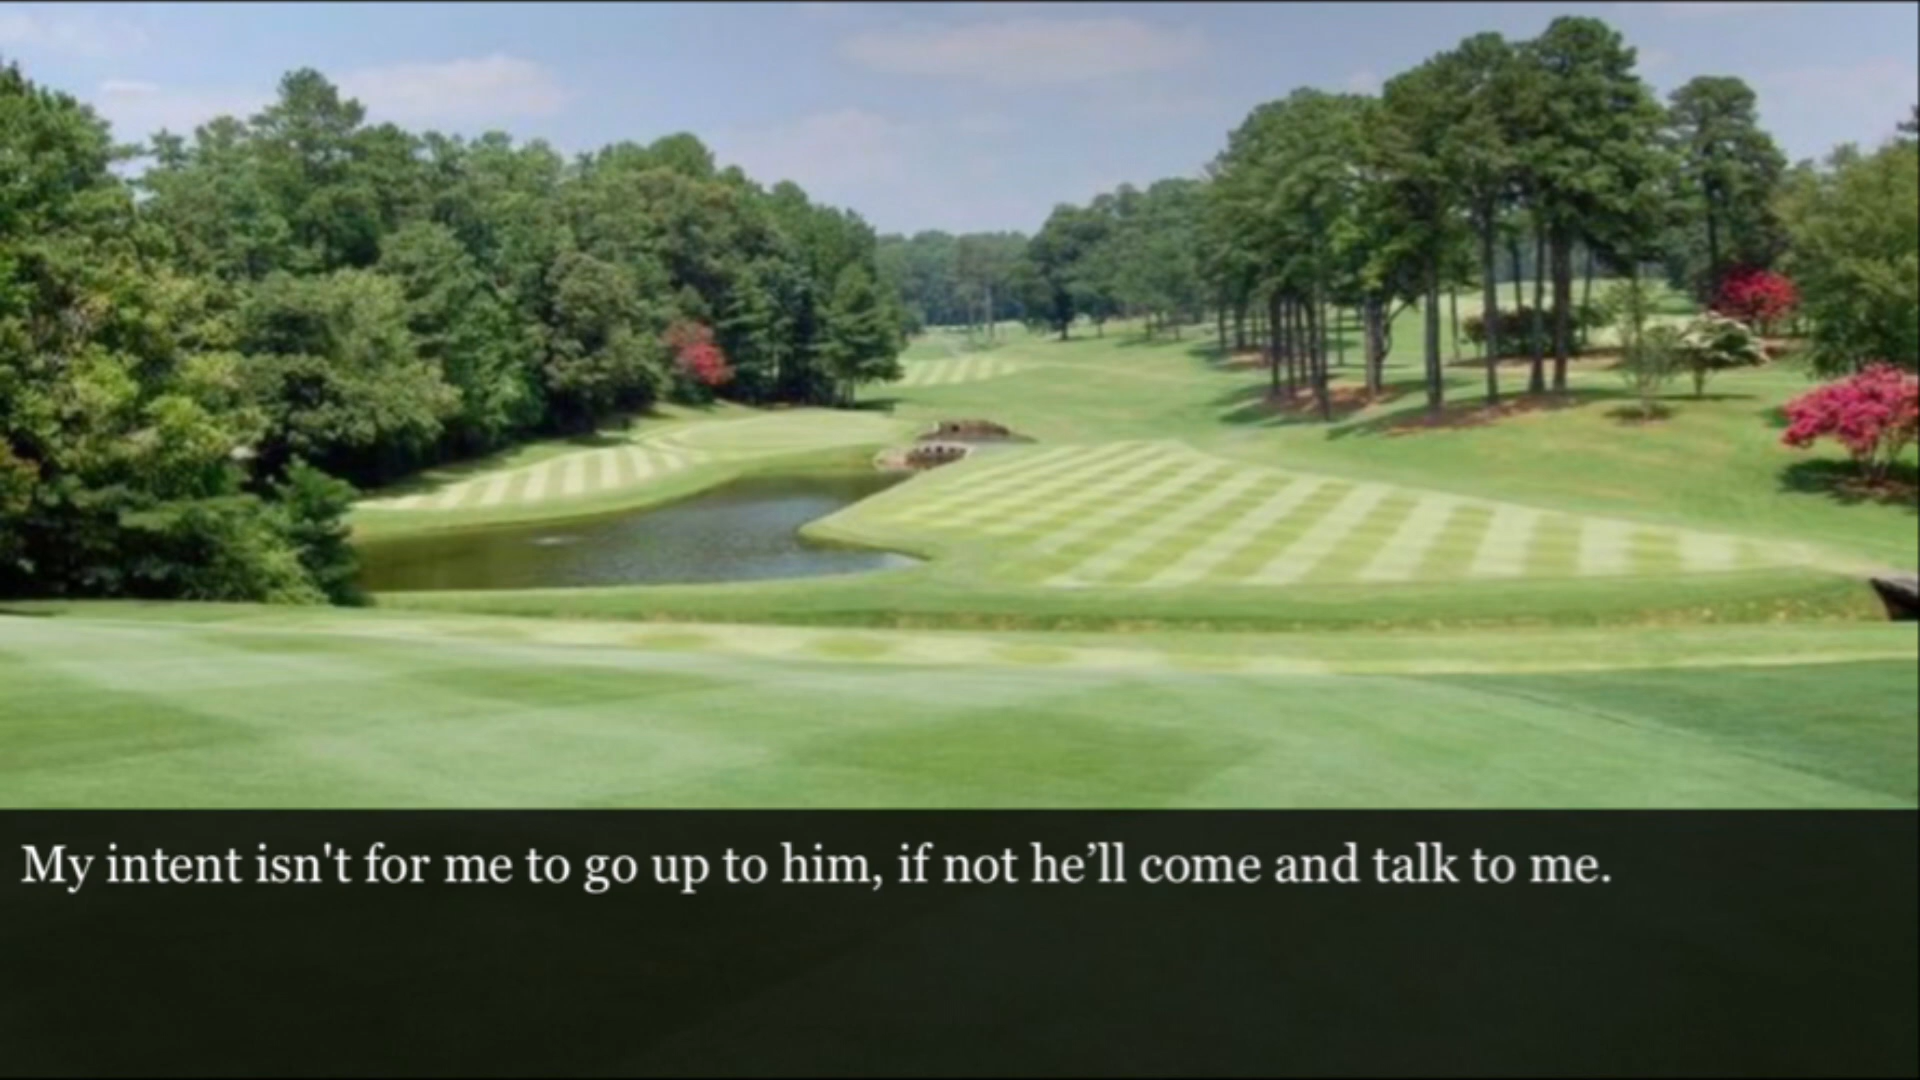 My intent isn't for me to go up to him, if not he’ll come and talk to me.